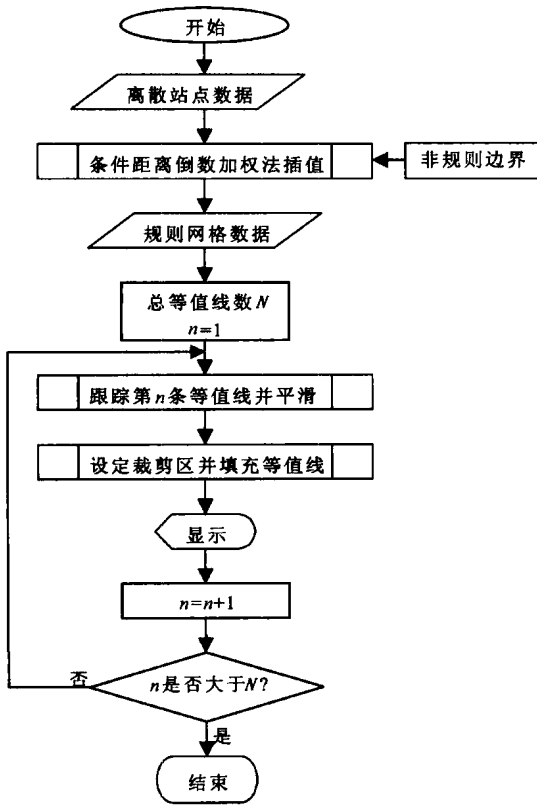 开始
离散站点数据
条件距离倒数加权法插值
非规则边界
规则网格数据
总等值线数N
n=1
跟踪第n条等值线并平滑
设定裁剪区并填充等值线
显示
n=n+1
n是否大于N?
否
是
结束